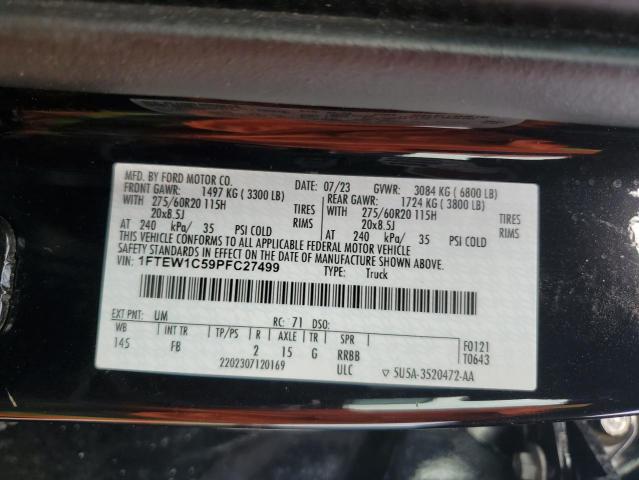 MFD. BY FORD MOTOR CO.
DATE: 07/23 GVWR: 3084 KG ( 6800 LB)
FRONT GAWR: 1497 KG ( 3300 LB) REAR GAWR: 1724 KG ( 3800 LB)
WITH 275/60R20 115H TIRES WITH 275/60R20 115H TIRES
20x8.5J RIMS 20x8.5J RIMS
AT 240 kPa/ 35 PSI COLD AT 240 kPa/ 35 PSI COLD
THIS VEHICLE CONFORMS TO ALL APPLICABLE FEDERAL MOTOR VEHICLE
SAFETY STANDARDS IN EFFECT ON THE DATE OF MANUFACTURE SHOWN ABOVE.
VIN: 1FTEW1C59PFC27499 TYPE: Truck
EXT PNT: UM RC: 71 DSO:
WB INT TR TP/PS R AXLE TR SPR F0121
145 FB 2 15 G RRBB T0643
2202307120169 ULC ▽ 5U5A-3520472-AA